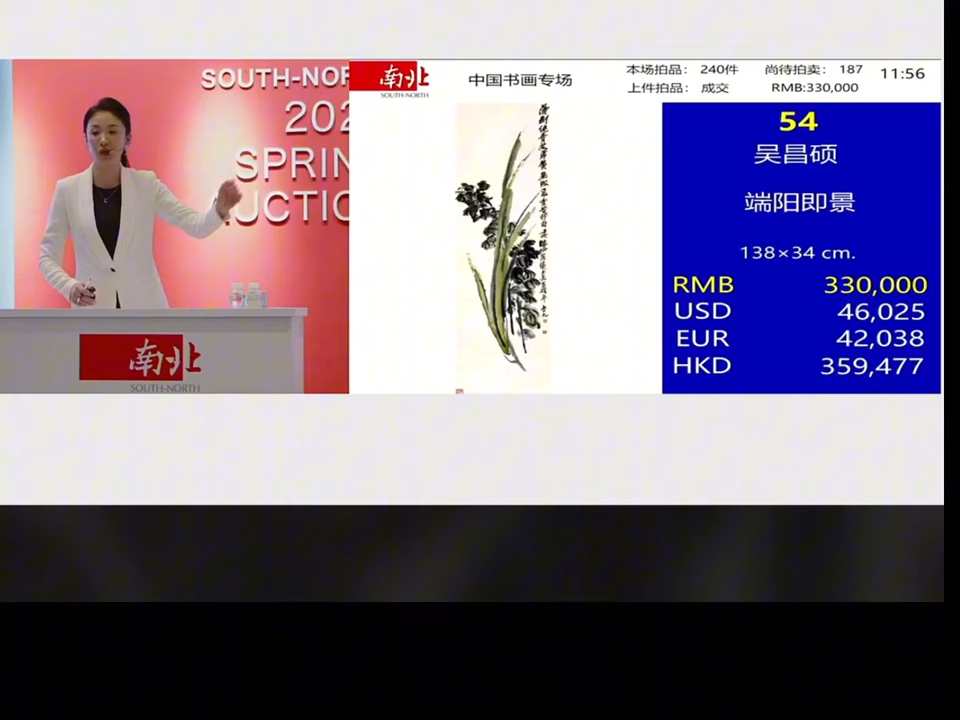 SOUTH-NOR
202
SPRIN
AUCTIO
南北
SOUTH-NORTH
南北
SOUTH-NORTH
中国书画专场
本场拍品： 240件 尚待拍卖： 187 11:56
上件拍品： 成交 RMB:330,000
54
吴昌硕
端阳即景
138×34 cm.
RMB 330,000
USD 46,025
EUR 42,038
HKD 359,477